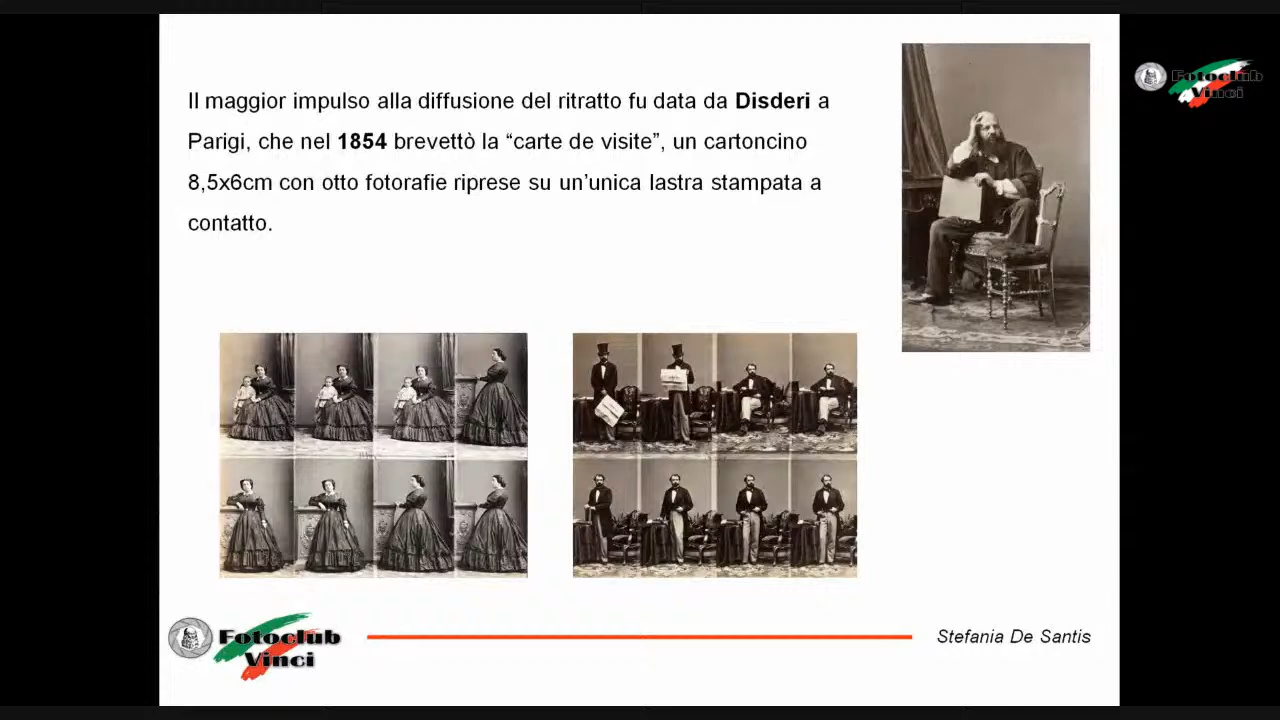 Il maggior impulso alla diffusione del ritratto fu data da Disderi a
Parigi, che nel 1854 brevettò la “carte de visite”, un cartoncino
8,5x6cm con otto fotorafie riprese su un’unica lastra stampata a
contatto.
Fotoclub
Vinci
Fotoclub
Vinci
Stefania De Santis